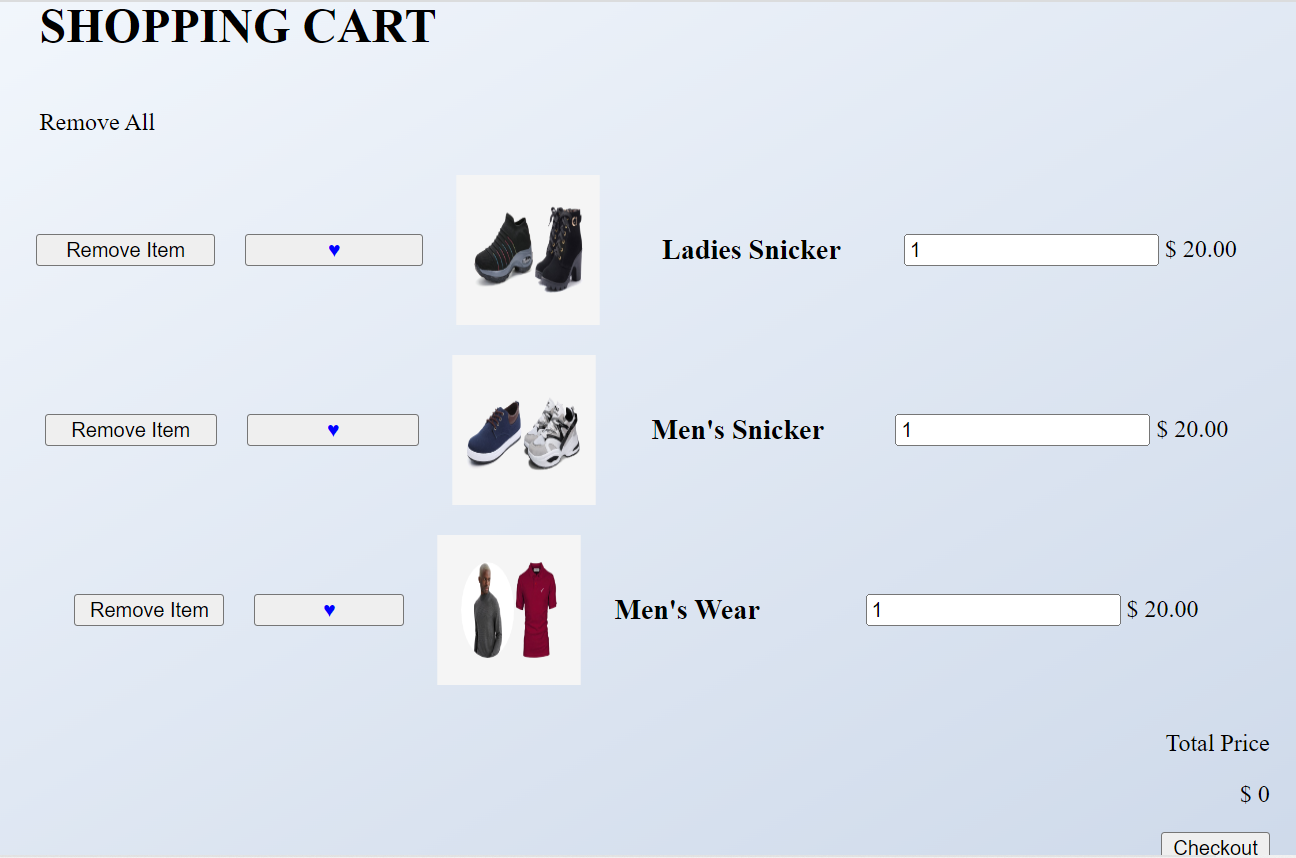 SHOPPING CART
Remove All
Remove Item ♥ Ladies Snicker 1 $ 20.00
Remove Item ♥ Men's Snicker 1 $ 20.00
Remove Item ♥ Men's Wear 1 $ 20.00
Total Price
$ 0
Checkout